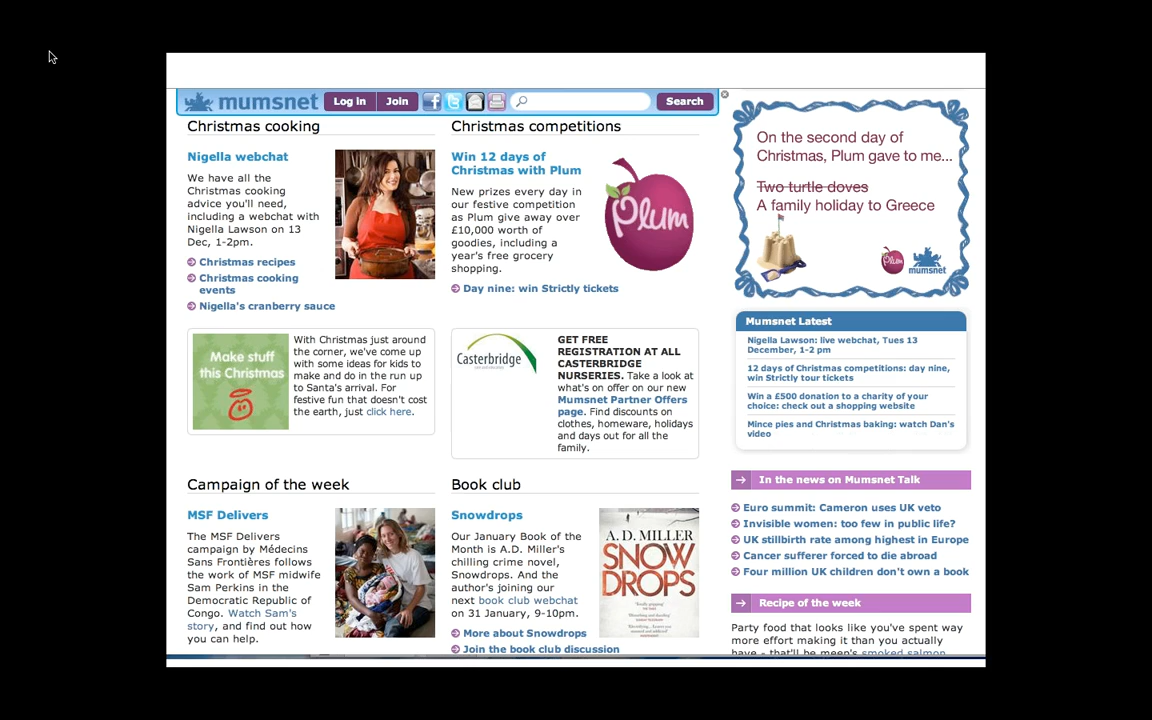 mumsnet
Log in
Join
Search
Christmas cooking
Nigella webchat
We have all the
Christmas cooking
advice you'll need,
including a webchat with
Nigella Lawson on 13
Dec, 1-2pm.
Christmas recipes
Christmas cooking
events
Nigella's cranberry sauce
Christmas competitions
Win 12 days of
Christmas with Plum
New prizes every day in
our festive competition
as Plum give away over
£10,000 worth of
goodies, including a
year's free grocery
shopping.
Day nine: win Strictly tickets
Plum
On the second day of
Christmas, Plum gave to me...
Two turtle doves
A family holiday to Greece
Plum
mumsnet
Make stuff
this Christmas
With Christmas just around
the corner, we've come up
with some ideas for kids to
make and do in the run up
to Santa's arrival. For
festive fun that doesn't cost
the earth, just click here.
Casterbridge
GET FREE
REGISTRATION AT ALL
CASTERBRIDGE
NURSERIES. Take a look at
what's on offer on our new
Mumsnet Partner Offers
page. Find discounts on
clothes, homeware, holidays
and days out for all the
family.
Mumsnet Latest
Nigella Lawson: live webchat, Tues 13
December, 1-2 pm
12 days of Christmas competitions: day nine,
win Strictly tour tickets
Win a £500 donation to a charity of your
choice: check out a shopping website
Mince pies and Christmas baking: watch Dan's
video
Campaign of the week
MSF Delivers
The MSF Delivers
campaign by Médecins
Sans Frontières follows
the work of MSF midwife
Sam Perkins in the
Democratic Republic of
Congo. Watch Sam's
story, and find out how
you can help.
Book club
Snowdrops
Our January Book of the
Month is A.D. Miller's
chilling crime novel,
Snowdrops. And the
author's joining our
next book club webchat
on 31 January, 9-10pm.
More about Snowdrops
Join the book club discussion
A.D. MILLER
SNOW
DROPS
In the news on Mumsnet Talk
Euro summit: Cameron uses UK veto
Invisible women: too few in public life?
UK stillbirth rate among highest in Europe
Cancer sufferer forced to die abroad
Four million UK children don't own a book
Recipe of the week
Party food that looks like you've spent way
more effort making it than you actually
have - that'll be meen's smoked salmon